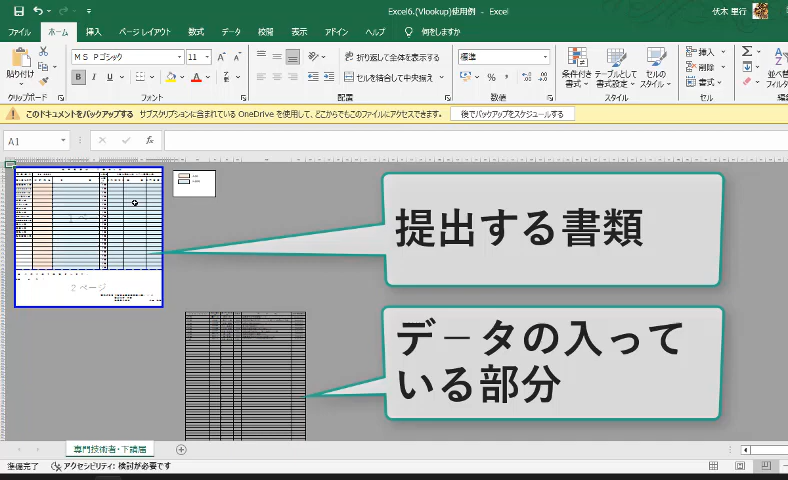 Excel6.(Vlookup)使用例 - Excel
伏木 里行
ファイル ホーム 挿入 ページ レイアウト 数式 データ 校閲 表示 アドイン ヘルプ 何をしますか
貼り付け
ＭＳ Ｐゴシック 11
B I U
折り返して全体を表示する
セルを結合して中央揃え
標準
条件付き書式 テーブルとして書式設定 セルのスタイル
挿入
削除
書式
クリップボード フォント 配置 数値 スタイル セル
このドキュメントをバックアップする サブスクリプションに含まれている OneDrive を使用して、どこからでもこのファイルにアクセスできます。 後でバックアップをスケジュールする
A1 fx
提出する書類
2 ページ
データの入って
いる部分
専門技術者・下請届
準備完了 アクセシビリティ: 検討が必要です